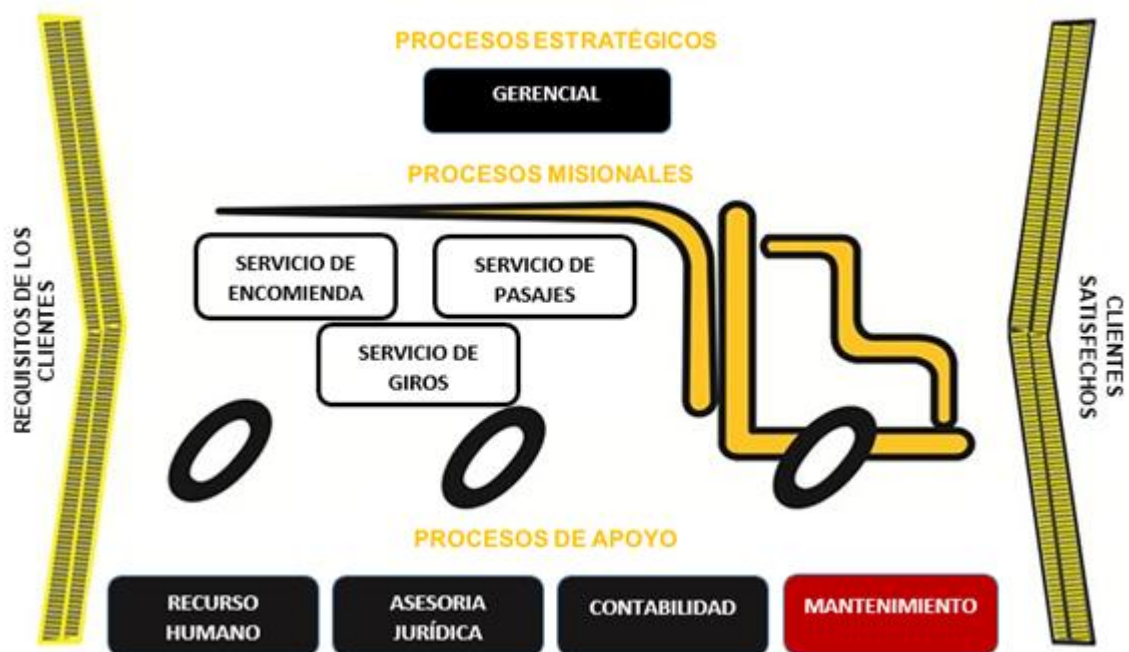 PROCESOS ESTRATÉGICOS
GERENCIAL
PROCESOS MISIONALES
REQUISITOS DE LOS
CLIENTES
SERVICIO DE
ENCOMIENDA
SERVICIO DE
PASAJES
SERVICIO DE
GIROS
CLIENTES
SATISFECHOS
PROCESOS DE APOYO
RECURSO
HUMANO
ASESORIA
JURÍDICA
CONTABILIDAD
MANTENIMIENTO